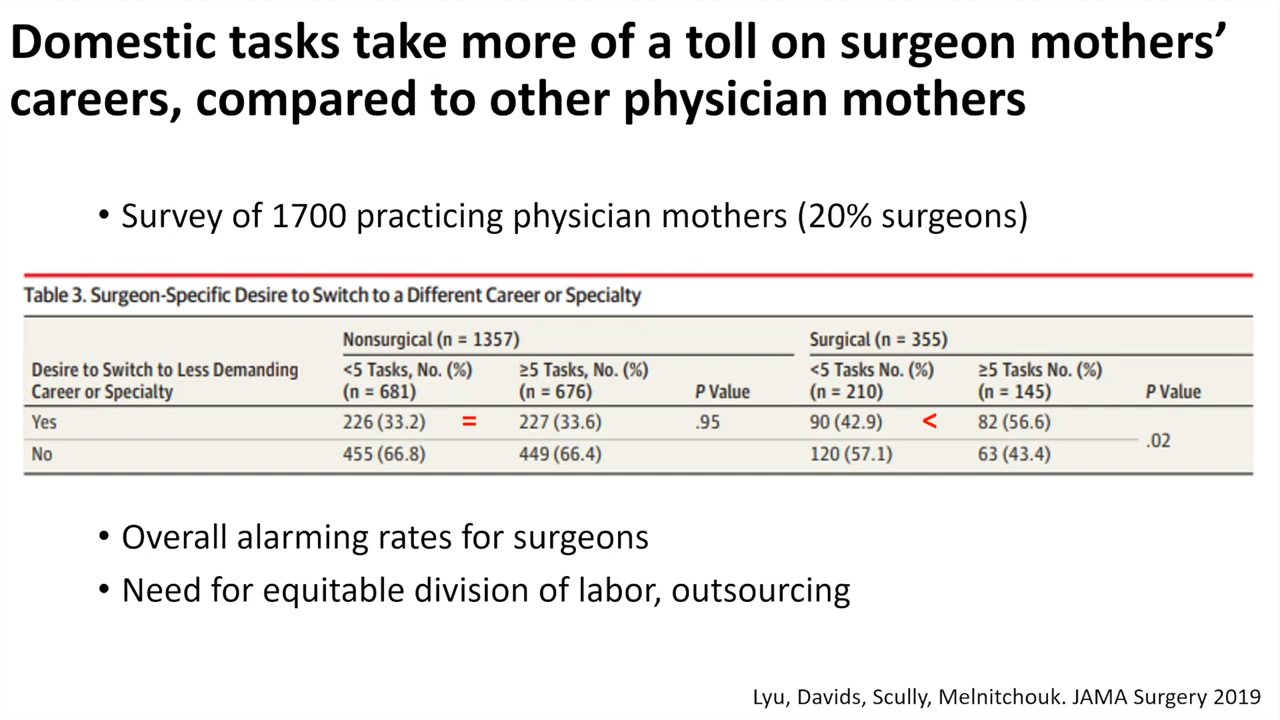 Domestic tasks take more of a toll on surgeon mothers’
careers, compared to other physician mothers
• Survey of 1700 practicing physician mothers (20% surgeons)
Table 3. Surgeon-Specific Desire to Switch to a Different Career or Specialty
Nonsurgical (n = 1357) Surgical (n = 355)
Desire to Switch to Less Demanding <5 Tasks, No. (%) ≥5 Tasks, No. (%) <5 Tasks No. (%) ≥5 Tasks No. (%)
Career or Specialty (n = 681) (n = 676) P Value (n = 210) (n = 145) P Value
Yes 226 (33.2) = 227 (33.6) .95 90 (42.9) < 82 (56.6)
.02
No 455 (66.8) 449 (66.4) 120 (57.1) 63 (43.4)
• Overall alarming rates for surgeons
• Need for equitable division of labor, outsourcing
Lyu, Davids, Scully, Melnitchouk. JAMA Surgery 2019